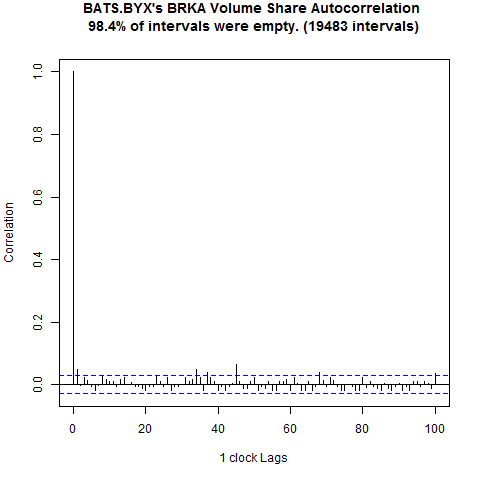 BATS.BYX's BRKA Volume Share Autocorrelation
98.4% of intervals were empty. (19483 intervals)
Correlation
1.0
0.8
0.6
0.4
0.2
0.0
0 20 40 60 80 100
1 clock Lags